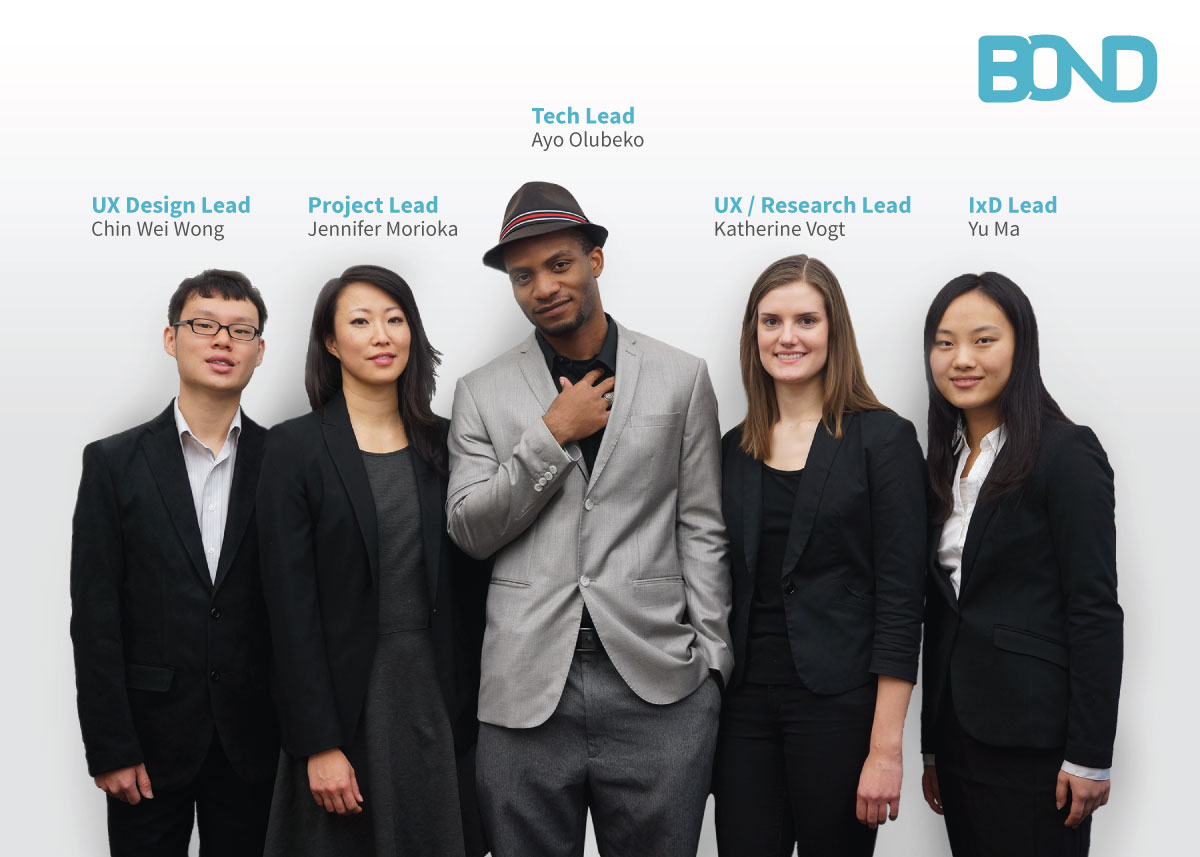 BOND
Tech Lead
Ayo Olubeko
UX Design Lead
Chin Wei Wong
Project Lead
Jennifer Morioka
UX / Research Lead
Katherine Vogt
IxD Lead
Yu Ma